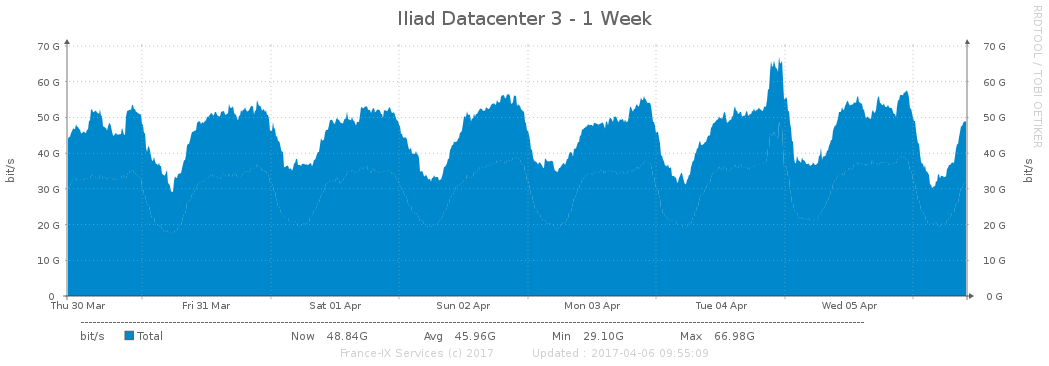 Iliad Datacenter 3 - 1 Week
RRDTOOL / TOBI OETIKER
70 G 70 G
60 G 60 G
50 G 50 G
40 G 40 G
30 G 30 G
20 G 20 G
10 G 10 G
0 0 G
bit/s
bit/s
Thu 30 Mar Fri 31 Mar Sat 01 Apr Sun 02 Apr Mon 03 Apr Tue 04 Apr Wed 05 Apr
bit/s Total Now 48.84G Avg 45.96G Min 29.10G Max 66.98G
France-IX Services (c) 2017 Updated : 2017-04-06 09:55:09